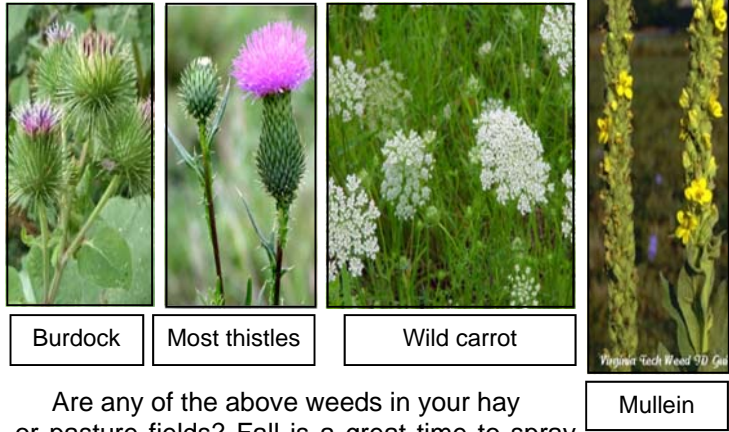 Virginia Tech Weed ID Gui
Burdock
Most thistles
Wild carrot
Mullein
Are any of the above weeds in your hay
or pasture fields? Fall is a great time to spray